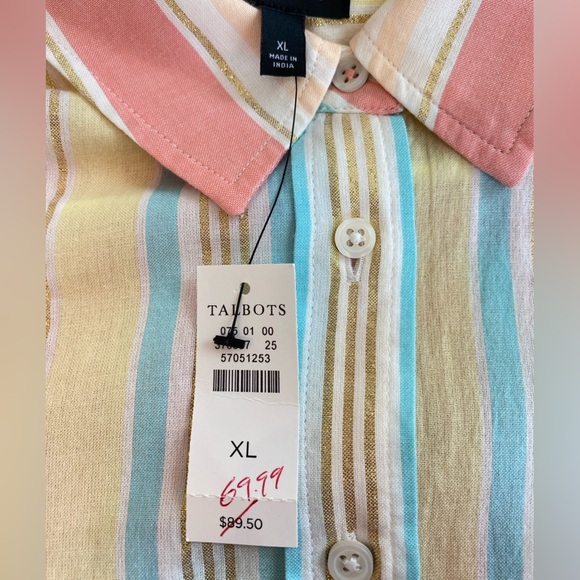 XL
MADE IN
INDIA
TALBOTS
075 01 00
25
57051253
XL
69.99
$89.50